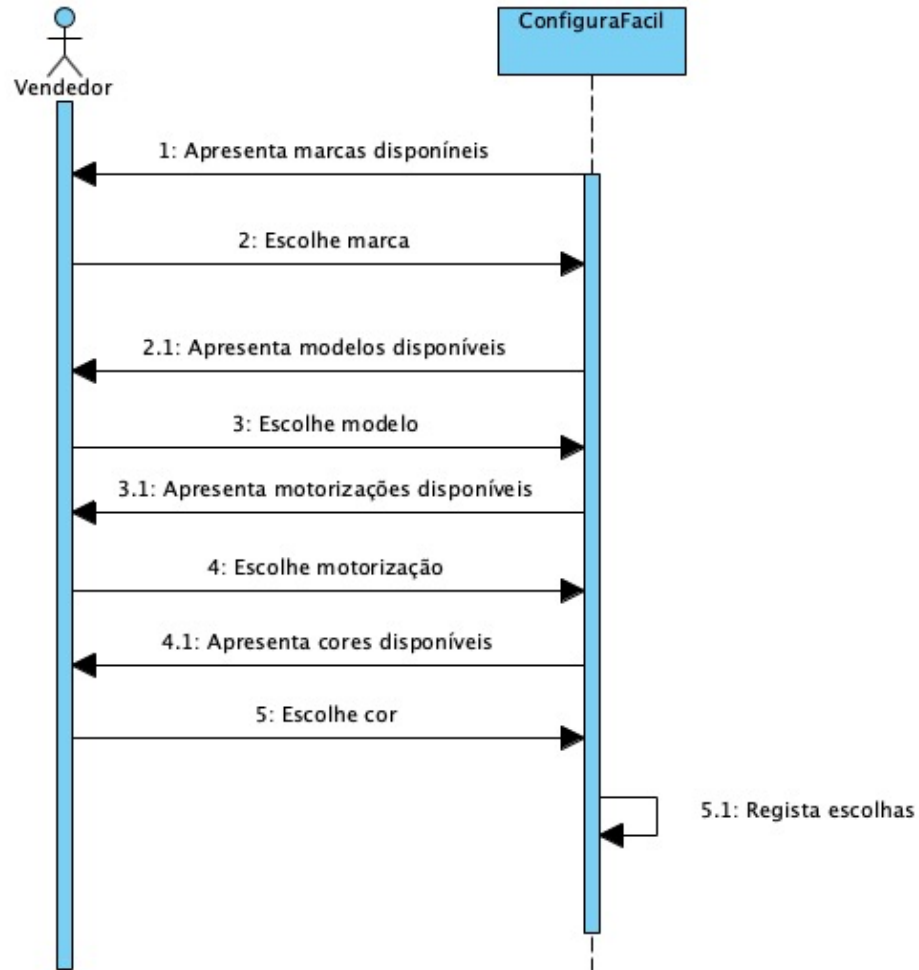 Vendedor
ConfiguraFacil
1: Apresenta marcas disponíneis
2: Escolhe marca
2.1: Apresenta modelos disponíveis
3: Escolhe modelo
3.1: Apresenta motorizações disponíveis
4: Escolhe motorização
4.1: Apresenta cores disponíveis
5: Escolhe cor
5.1: Regista escolhas